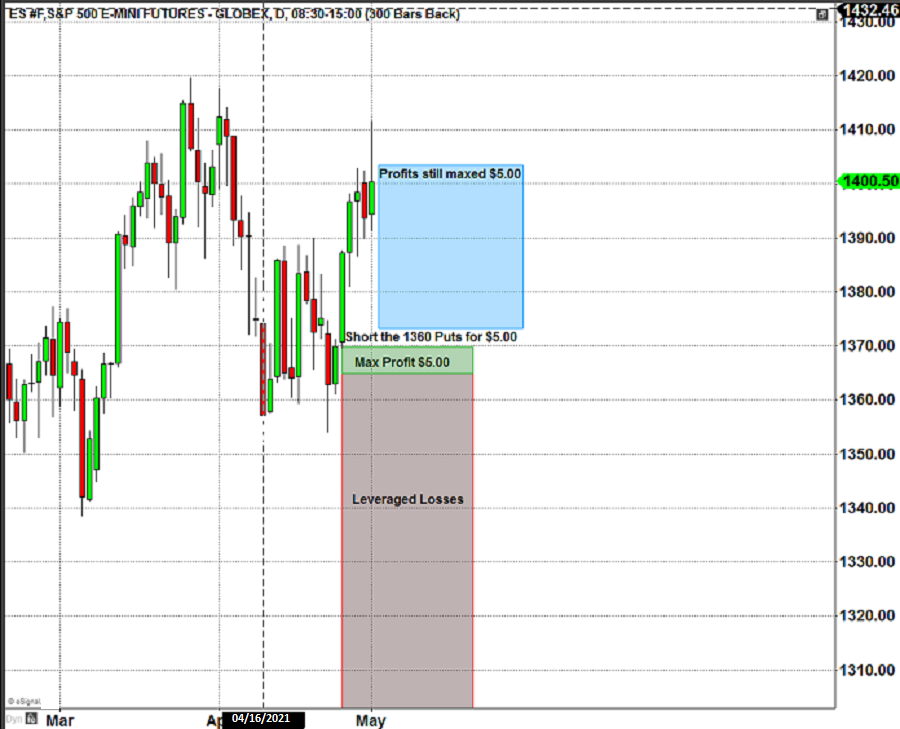 ES #F,S&P 500 E-MINI FUTURES - GLOBEX, D, 08:30-15:00 (300 Bars Back)
1432.46
1430.00
1420.00
1410.00
Profits still maxed $5.00
1400.50
1390.00
1380.00
Short the 1360 Puts for $5.00
1370.00
Max Profit $5.00
1360.00
1350.00
Leveraged Losses
1340.00
1330.00
1320.00
1310.00
© eSignal
Dyn Mar Ap 04/16/2021 May